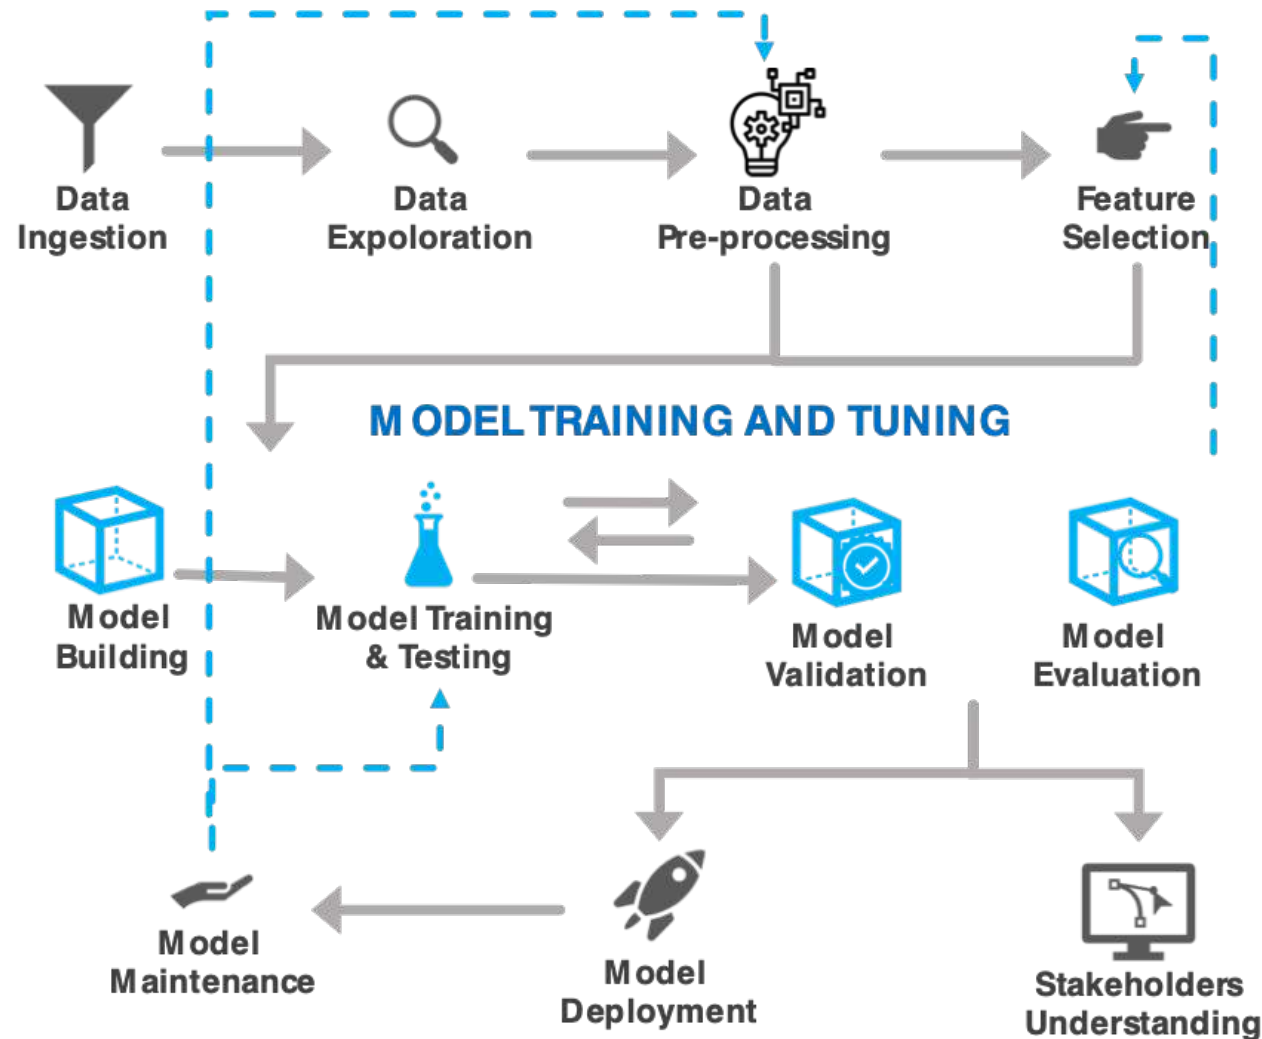 Data
Ingestion
Data
Expoloration
Data
Pre-processing
Feature
Selection
MODEL TRAINING AND TUNING
Model
Building
Model Training
& Testing
Model
Validation
Model
Evaluation
Model
Maintenance
Model
Deployment
Stakeholders
Understanding